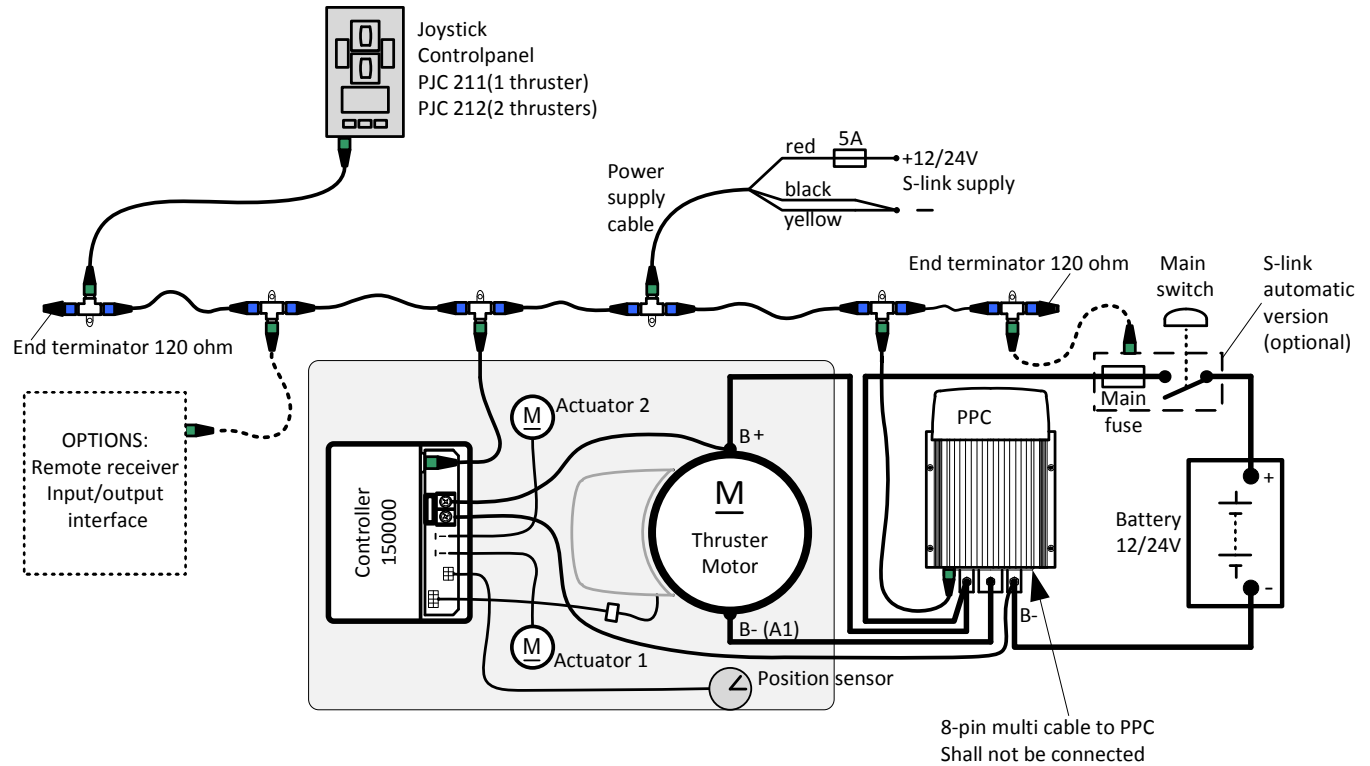 Joystick
Controlpanel
PJC 211(1 thruster)
PJC 212(2 thrusters)
Power
supply
cable
red
5A
+12/24V
S-link supply
black
yellow
–
End terminator 120 ohm
End terminator 120 ohm
Main
switch
S-link
automatic
version
(optional)
Main
fuse
OPTIONS:
Remote receiver
Input/output
interface
Controller
150000
M
Actuator 2
M
Actuator 1
B+
M
Thruster
Motor
B- (A1)
Position sensor
PPC
B-
Battery
12/24V
+
-
8-pin multi cable to PPC
Shall not be connected